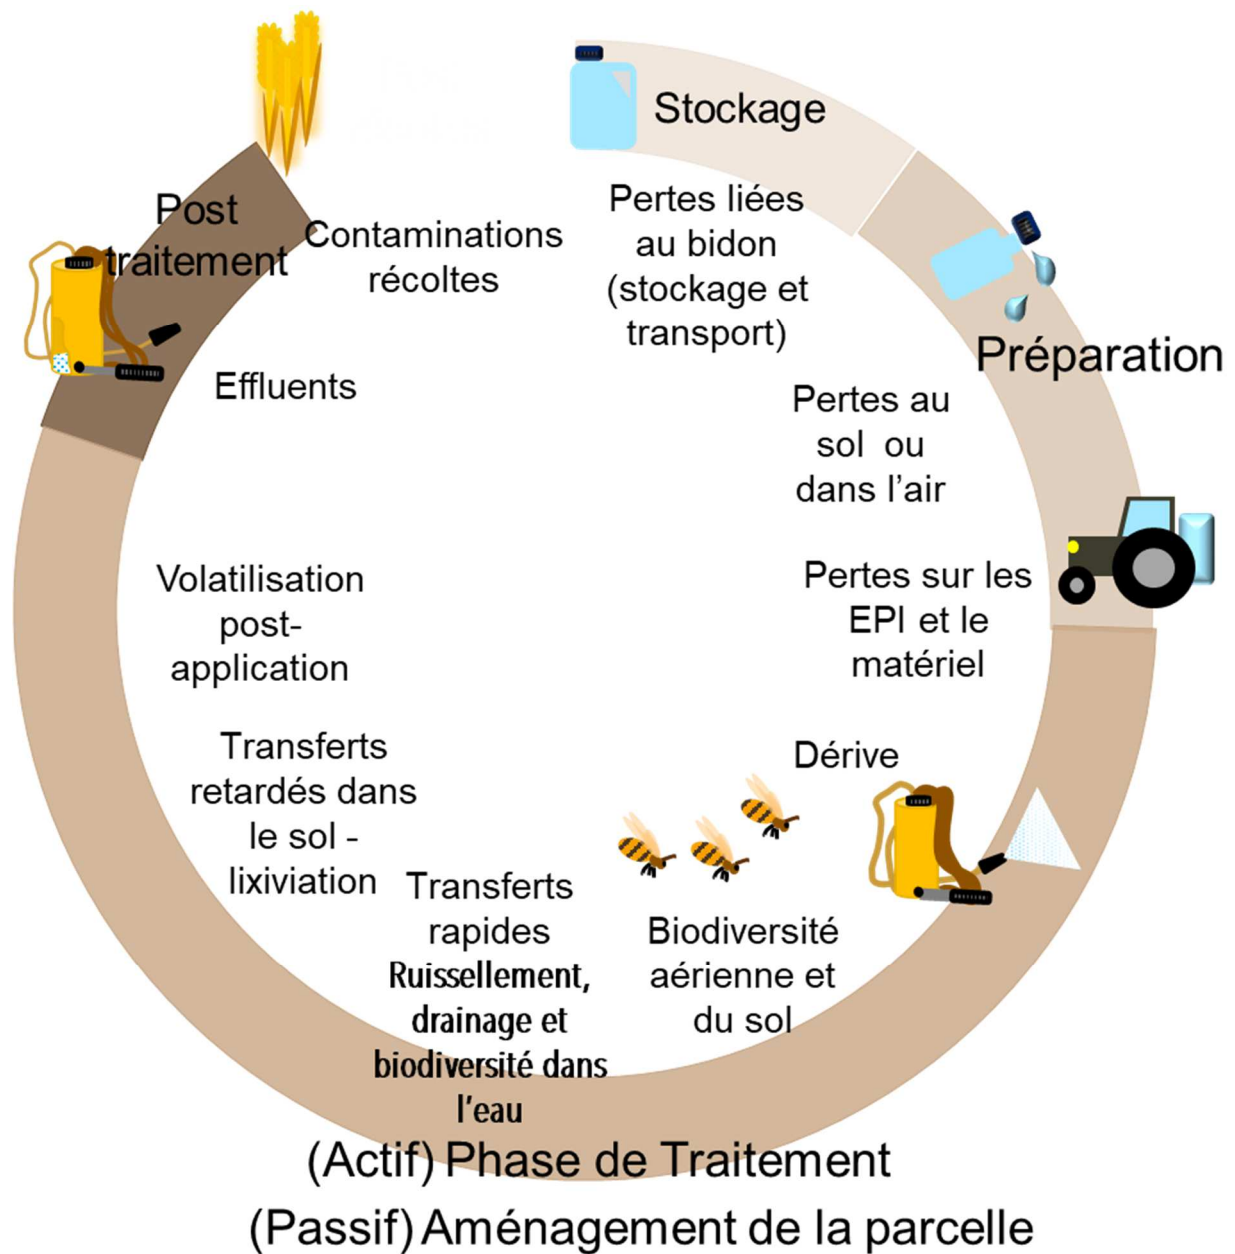 Stockage
Pertes liées
au bidon
(stockage et
transport)
Préparation
Pertes au
sol ou
dans l'air
Pertes sur les
EPI et le
matériel
Dérive
Biodiversité
aérienne et
du sol
Transferts
rapides
Ruissellement,
drainage et
biodiversité dans
l'eau
(Actif) Phase de Traitement
(Passif) Aménagement de la parcelle
Transferts
retardés dans
le sol -
lixiviation
Volatilisation
post-
application
Effluents
Post
traitement
Contaminations
récoltes